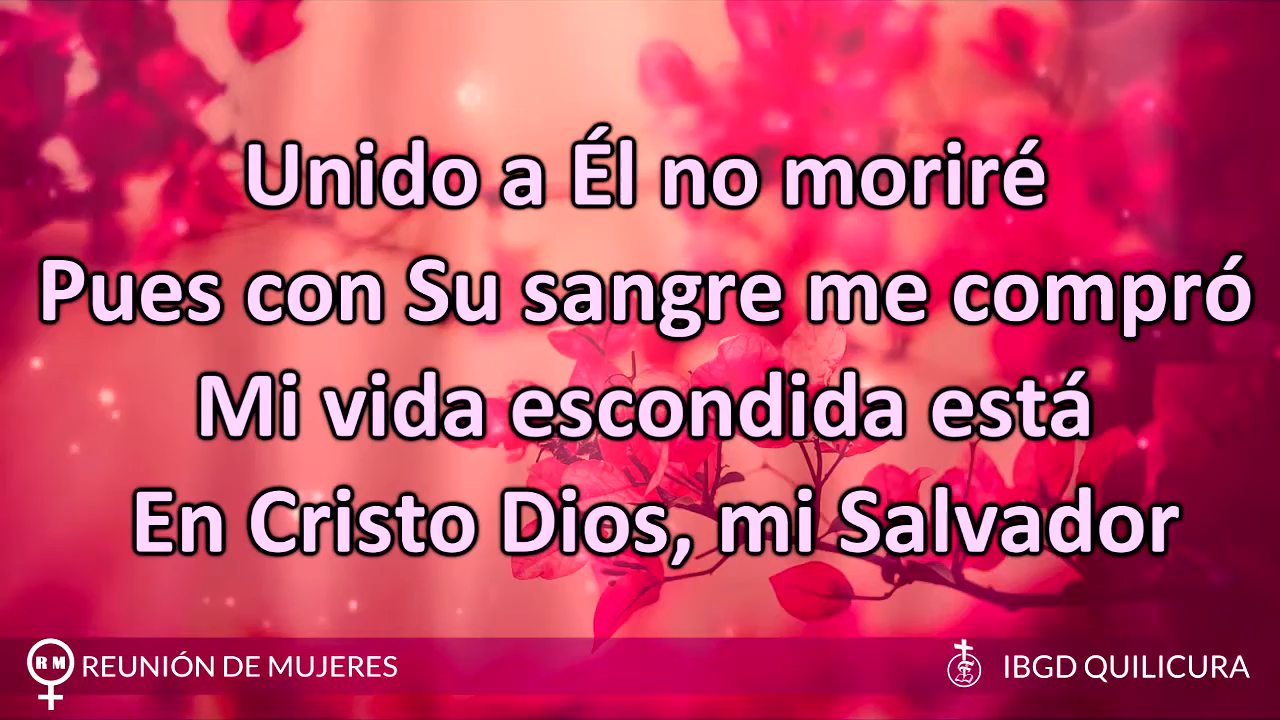 Unido a Él no moriré
Pues con Su sangre me compró
Mi vida escondida está
En Cristo Dios, mi Salvador
RM REUNIÓN DE MUJERES
IBGD QUILICURA